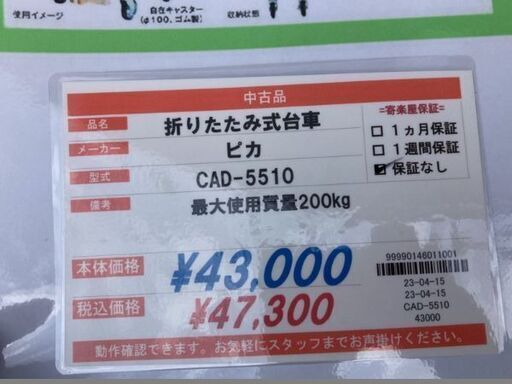 使用イメージ
自在キャスター
(φ100、ゴム製)
収納状態
中古品
品名 折りたたみ式台車
メーカー ピカ
型式 CAD-5510
備考 最大使用質量200kg
=寄楽屋保証=
□1ヵ月保証
□1週間保証
☑保証なし
本体価格 ¥43,000
税込価格 ¥47,300
99990146011001
23-04-15
23-04-15
CAD-5510
43000
動作確認できます。お気軽にスタッフまでお声掛けください。